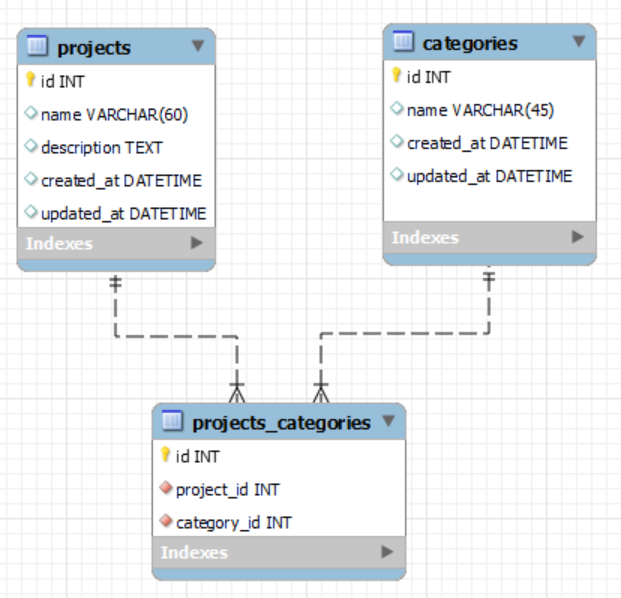 projects
id INT
name VARCHAR(60)
description TEXT
created_at DATETIME
updated_at DATETIME
Indexes
categories
id INT
name VARCHAR(45)
created_at DATETIME
updated_at DATETIME
Indexes
projects_categories
id INT
project_id INT
category_id INT
Indexes